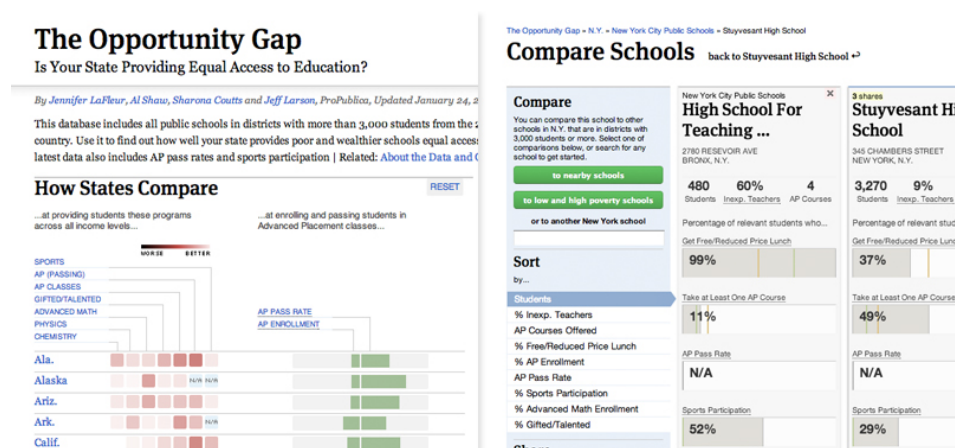 The Opportunity Gap
Is Your State Providing Equal Access to Education?
By Jennifer LaFleur, Al Shaw, Sharona Coutts and Jeff Larson, ProPublica, Updated January 24, 2
This database includes all public schools in districts with more than 3,000 students from the
country. Use it to find out how well your state provides poor and wealthier schools equal access
latest data also includes AP pass rates and sports participation | Related: About the Data and
How States Compare
RESET
...at providing students these programs
across all income levels...
...at enrolling and passing students in
Advanced Placement classes...
WORSE BETTER
SPORTS
AP (PASSING)
AP CLASSES
GIFTED/TALENTED
ADVANCED MATH
PHYSICS
CHEMISTRY
AP PASS RATE
AP ENROLLMENT
Ala.
Alaska N/A N/A
Ariz.
Ark. N/A
Calif.
The Opportunity Gap » N.Y. » New York City Public Schools » Stuyvesant High School
Compare Schools back to Stuyvesant High School ↵
Compare
You can compare this school to other
schools in N.Y. that are in districts with
3,000 students or more. Select one of
comparisons below, or search for any
school to get started.
to nearby schools
to low and high poverty schools
or to another New York school
Sort
by...
Students
% Inexp. Teachers
AP Courses Offered
% Free/Reduced Price Lunch
% AP Enrollment
AP Pass Rate
% Sports Participation
% Advanced Math Enrollment
% Gifted/Talented
New York City Public Schools x
High School For
Teaching ...
2780 RESEVOIR AVE
BRONX, N.Y.
480 60% 4
Students Inexp. Teachers AP Courses
Percentage of relevant students who...
Get Free/Reduced Price Lunch
99%
Take at Least One AP Course
11%
AP Pass Rate
N/A
Sports Participation
52%
3 shares
Stuyvesant Hi
School
345 CHAMBERS STREET
NEW YORK, N.Y.
3,270 9%
Students Inexp. Teachers
Percentage of relevant stud
Get Free/Reduced Price Lunc
37%
Take at Least One AP Course
49%
AP Pass Rate
N/A
Sports Participation
29%